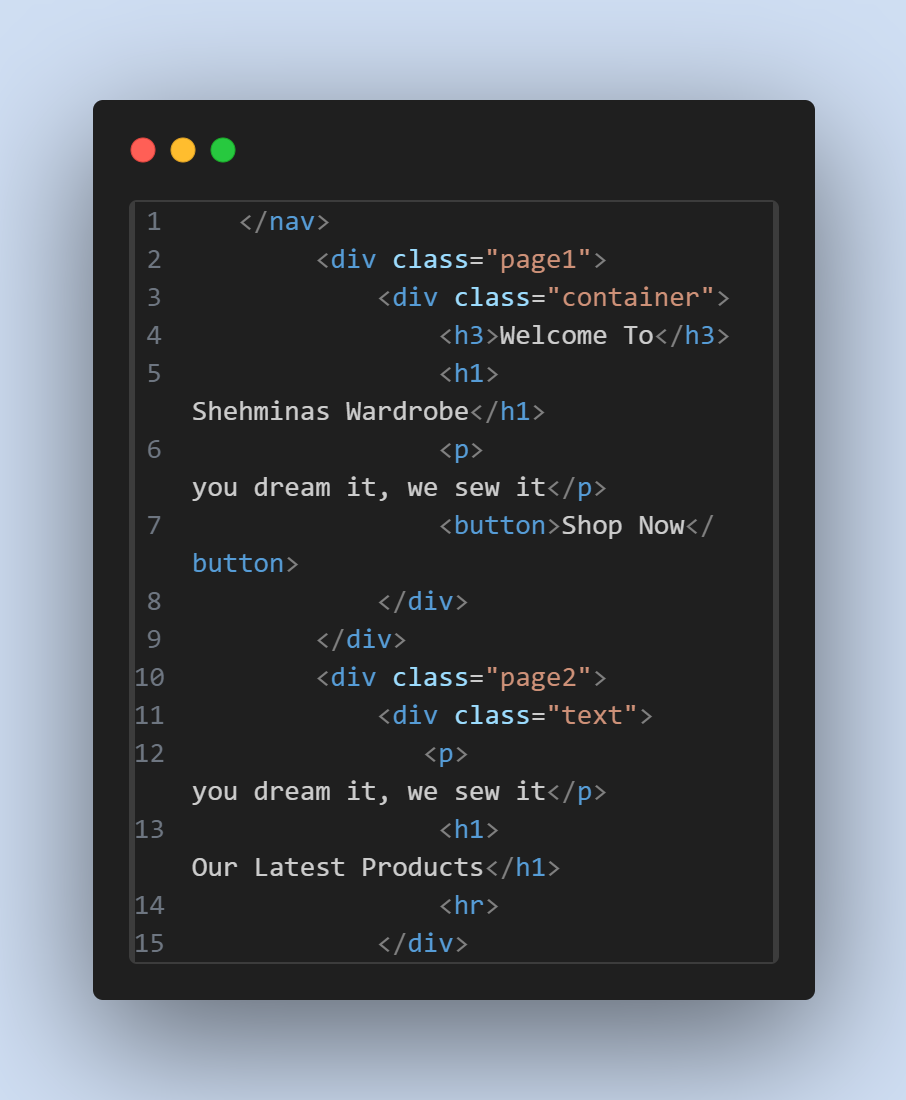 1 </nav>
2 <div class="page1">
3 <div class="container">
4 <h3>Welcome To</h3>
5 <h1>
Shehminas Wardrobe</h1>
6 <p>
you dream it, we sew it</p>
7 <button>Shop Now</
button>
8 </div>
9 </div>
10 <div class="page2">
11 <div class="text">
12 <p>
you dream it, we sew it</p>
13 <h1>
Our Latest Products</h1>
14 <hr>
15 </div>